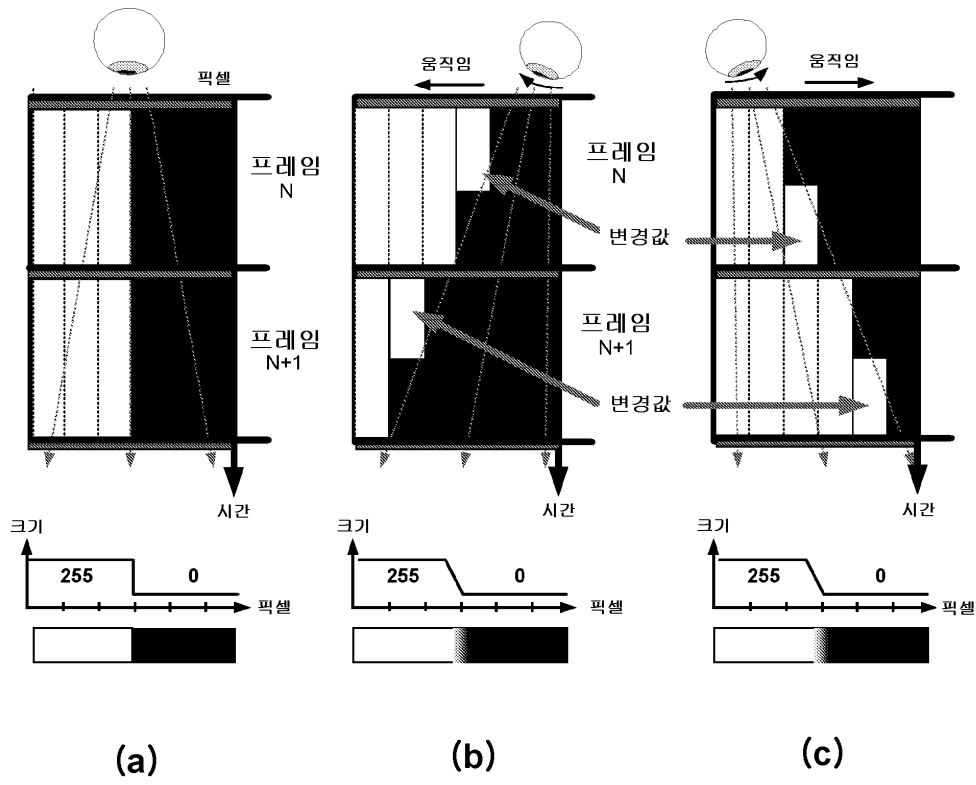 픽셀
움직임
움직임
프레임
N
프레임
N
변경값
프레임
N+1
프레임
N+1
변경값
시간
시간
시간
크기
255
0
픽셀
크기
255
0
픽셀
크기
255
0
픽셀
(a)
(b)
(c)